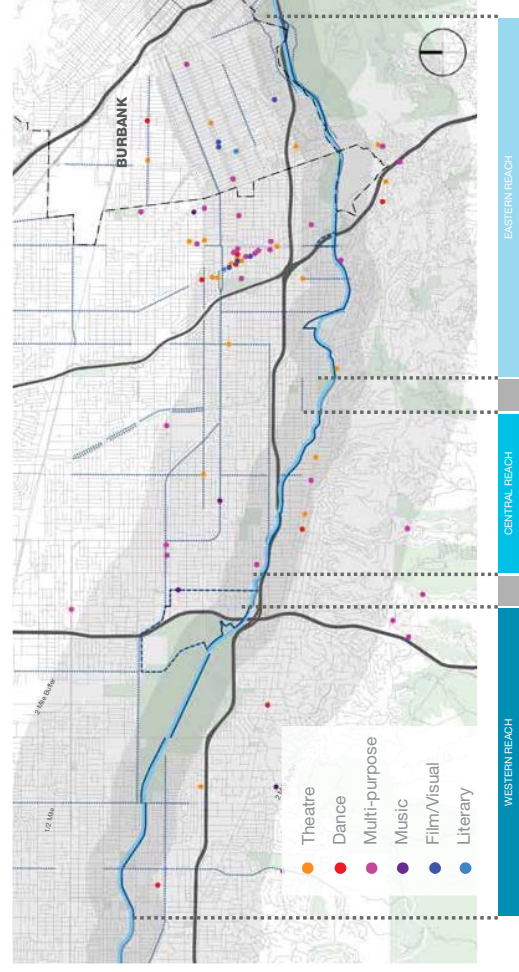 BURBANK
2 Mile Buffer
1/2 Mile
Theatre
Dance
Multi-purpose
Music
Film/Visual
Literary
WESTERN REACH
CENTRAL REACH
EASTERN REACH